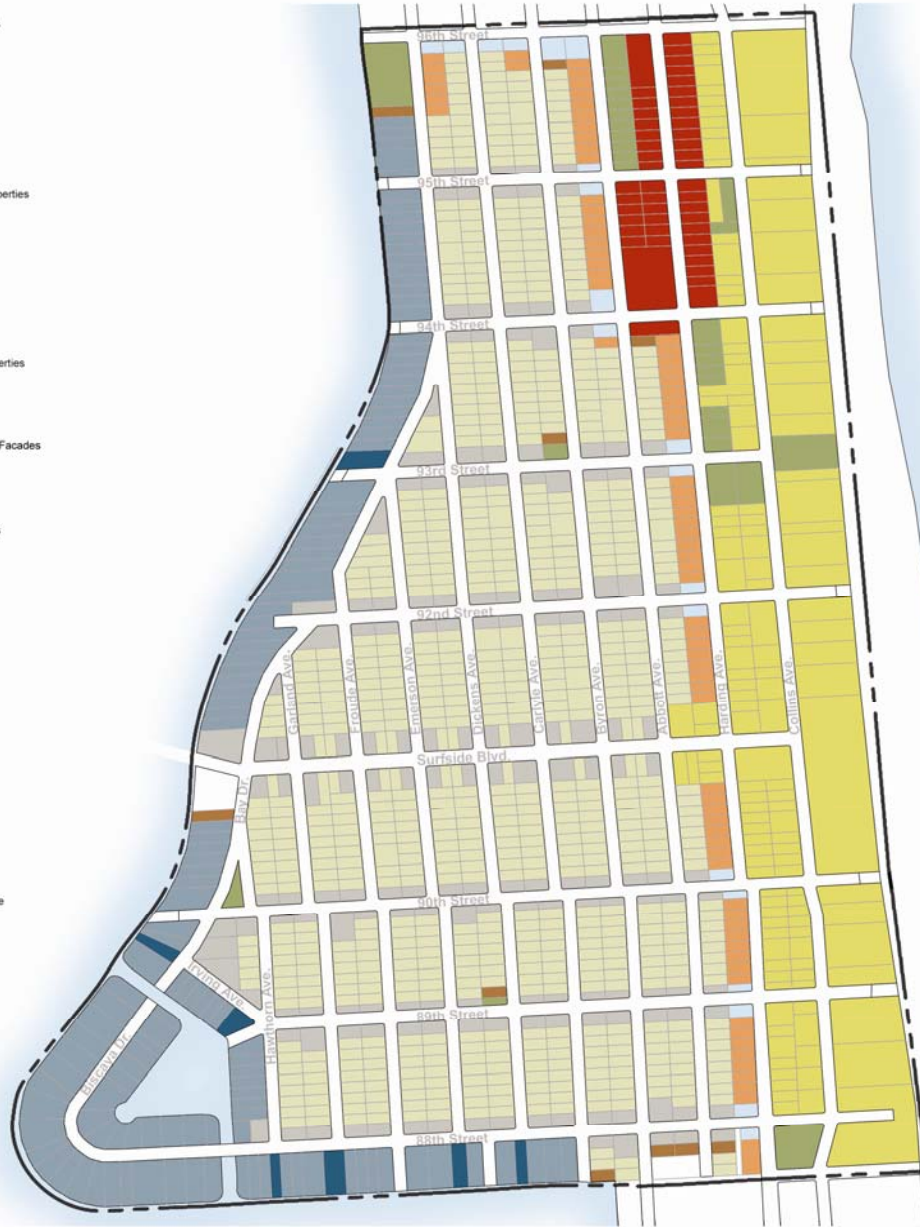 96th Street
perties
95th Street
94th Street
erties
Facades
93rd Street
92nd Street
Garland Ave.
Froude Ave.
Emerson Ave.
Dickens Ave.
Carlyle Ave.
Byron Ave.
Abbott Ave.
Harding Ave.
Collins Ave.
Surfside Blvd.
Bay Dr.
90th Street
Irving Ave.
Hawthorn Ave.
89th Street
Biscaya Dr.
88th Street